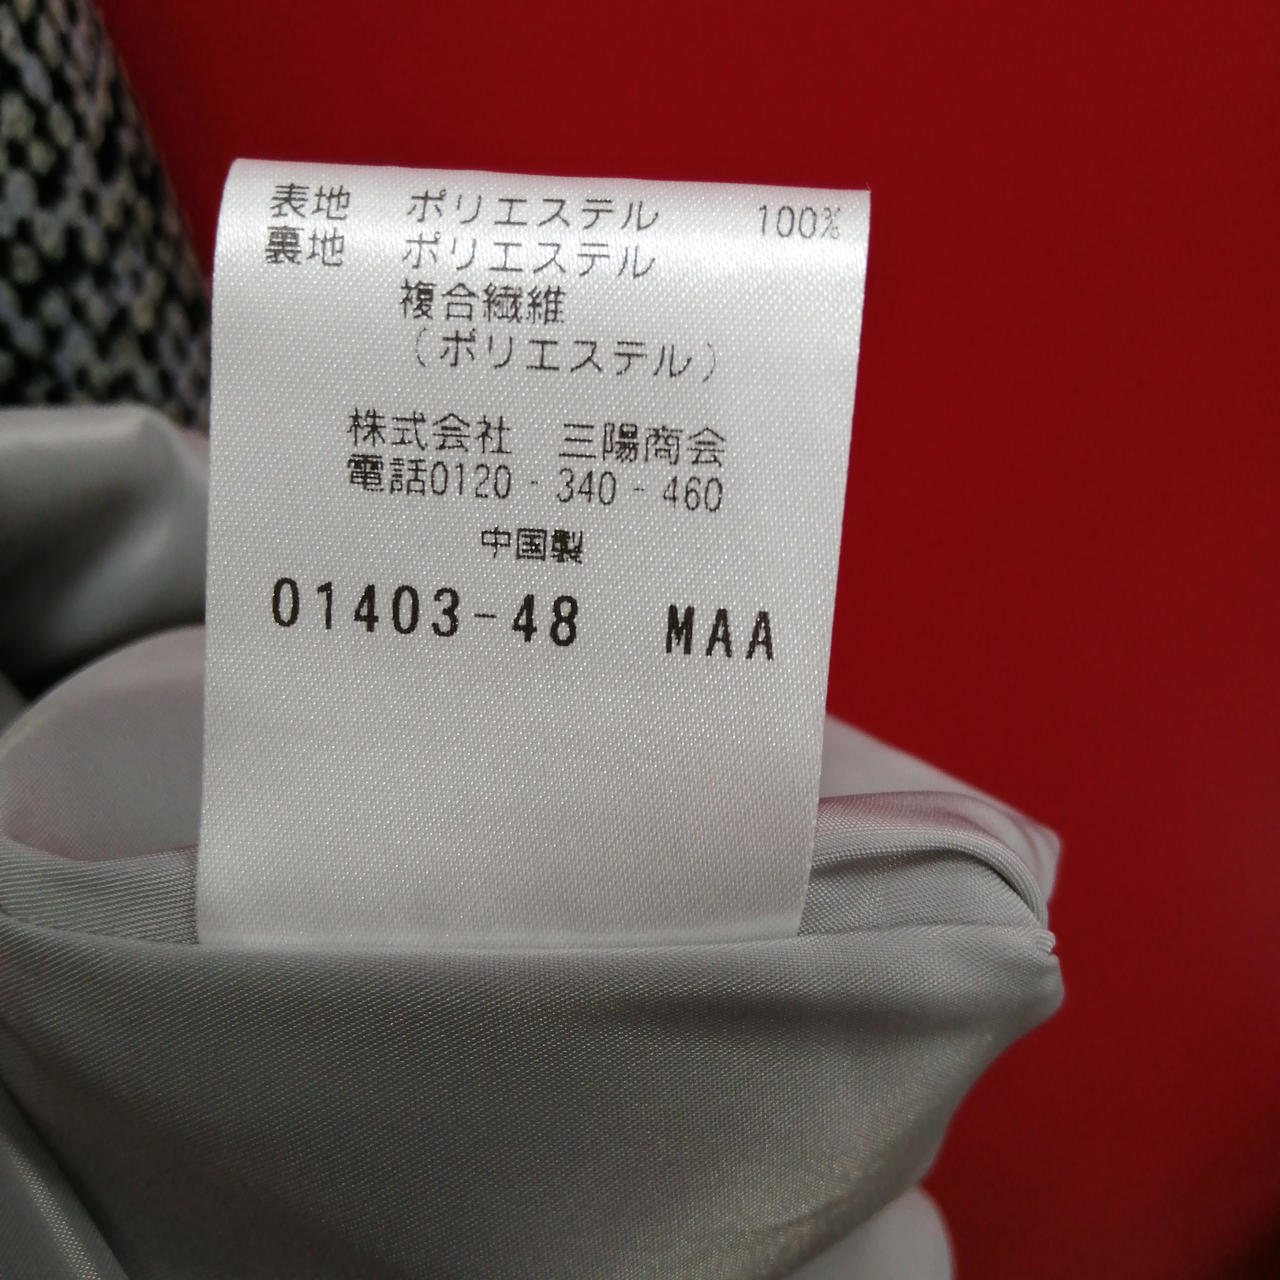 表地 ポリエステル 100%
裏地 ポリエステル
複合繊維
(ポリエステル)
株式会社 三陽商会
電話0120-340-460
中国製
01403-48 MAA